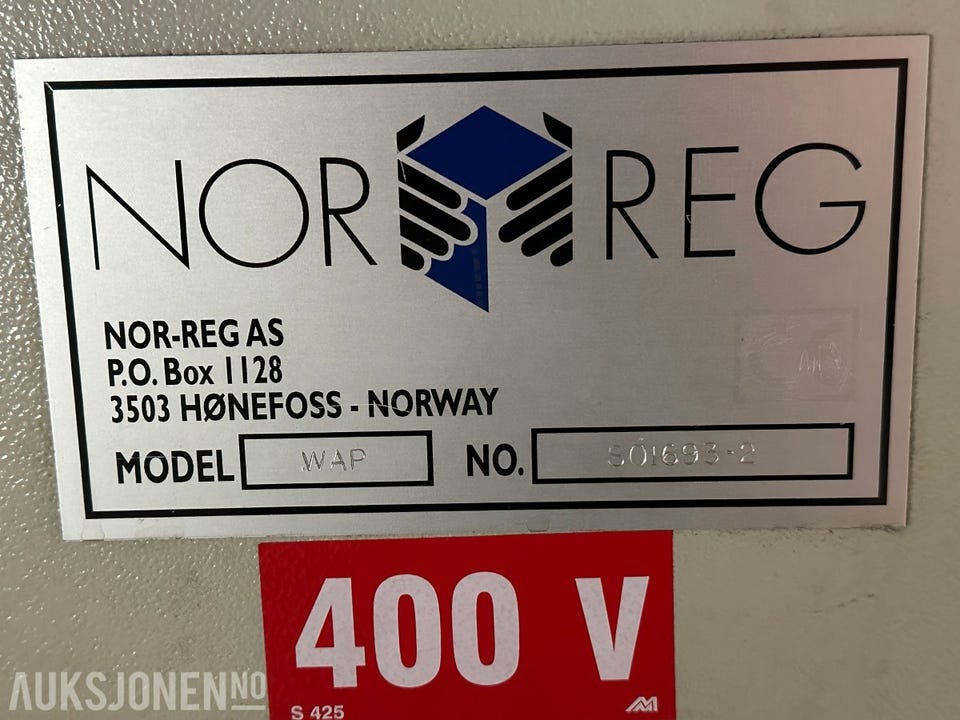 NOR REG
NOR-REG AS
P.O. Box 1128
3503 HØNEFOSS - NORWAY
MODEL WAP NO. S01693-2
400 V
S 425
AUKSJONEN.NO